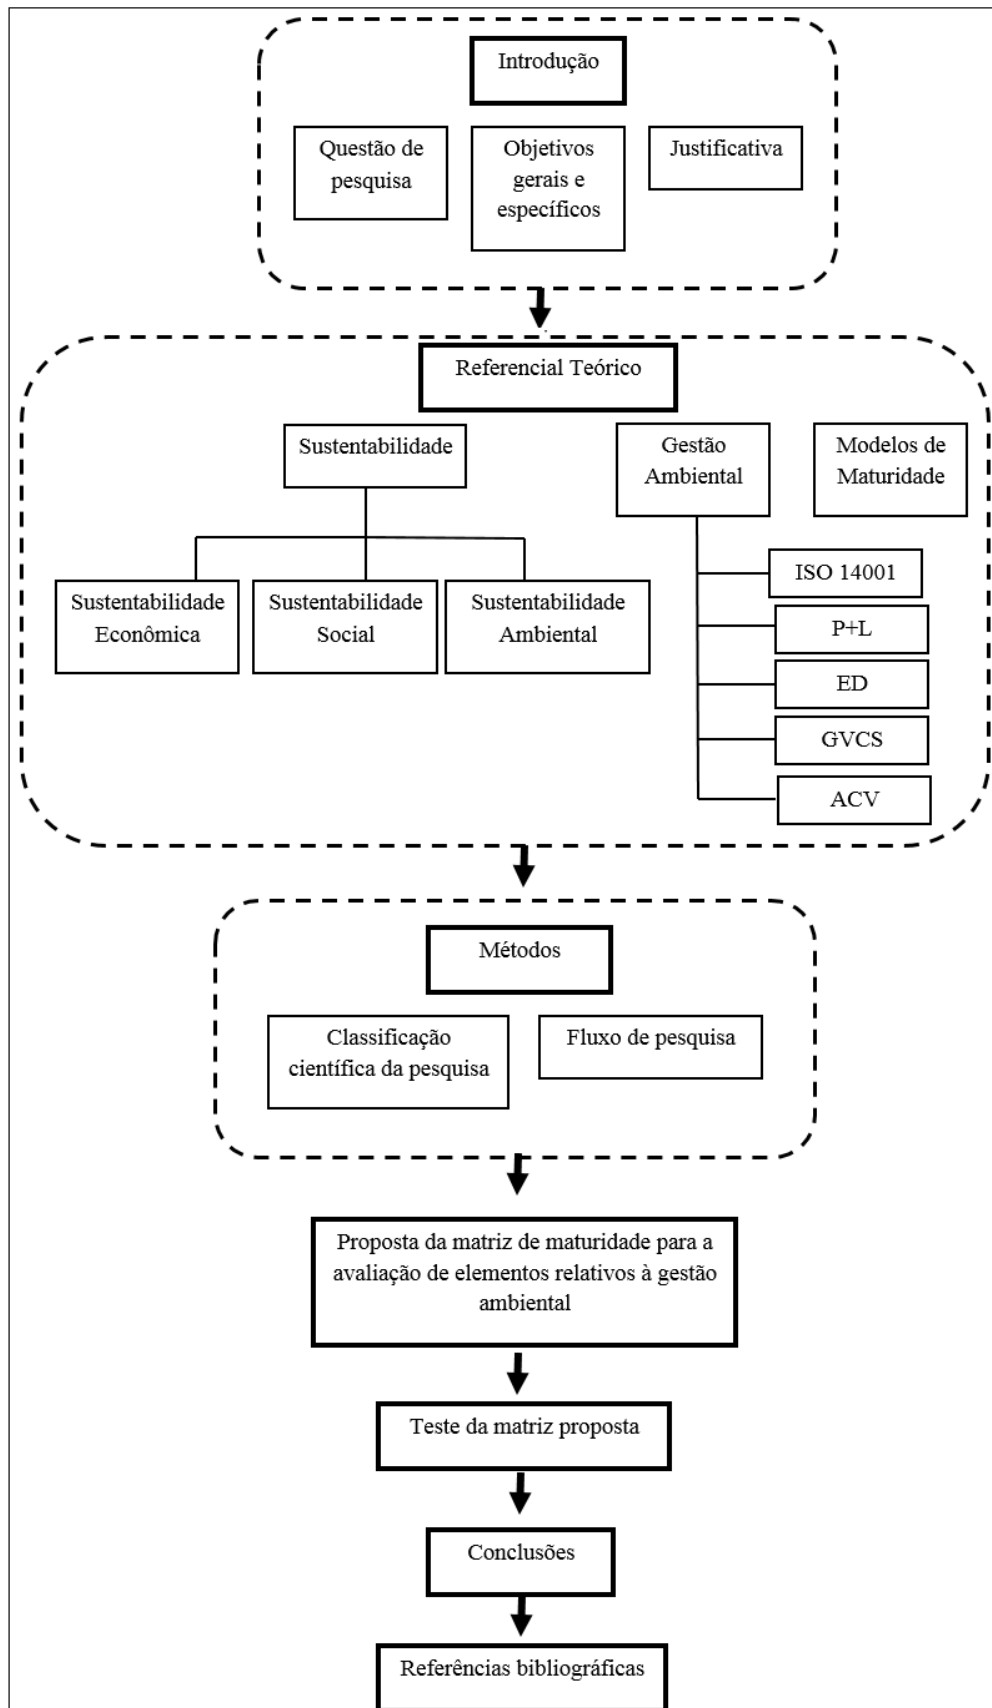 Introdução
Questão de
pesquisa
Objetivos
gerais e
específicos
Justificativa
Referencial Teórico
Sustentabilidade
Gestão
Ambiental
Modelos de
Maturidade
Sustentabilidade
Econômica
Sustentabilidade
Social
Sustentabilidade
Ambiental
ISO 14001
P+L
ED
GVCS
ACV
Métodos
Classificação
científica da pesquisa
Fluxo de pesquisa
Proposta da matriz de maturidade para a
avaliação de elementos relativos à gestão
ambiental
Teste da matriz proposta
Conclusões
Referências bibliográficas